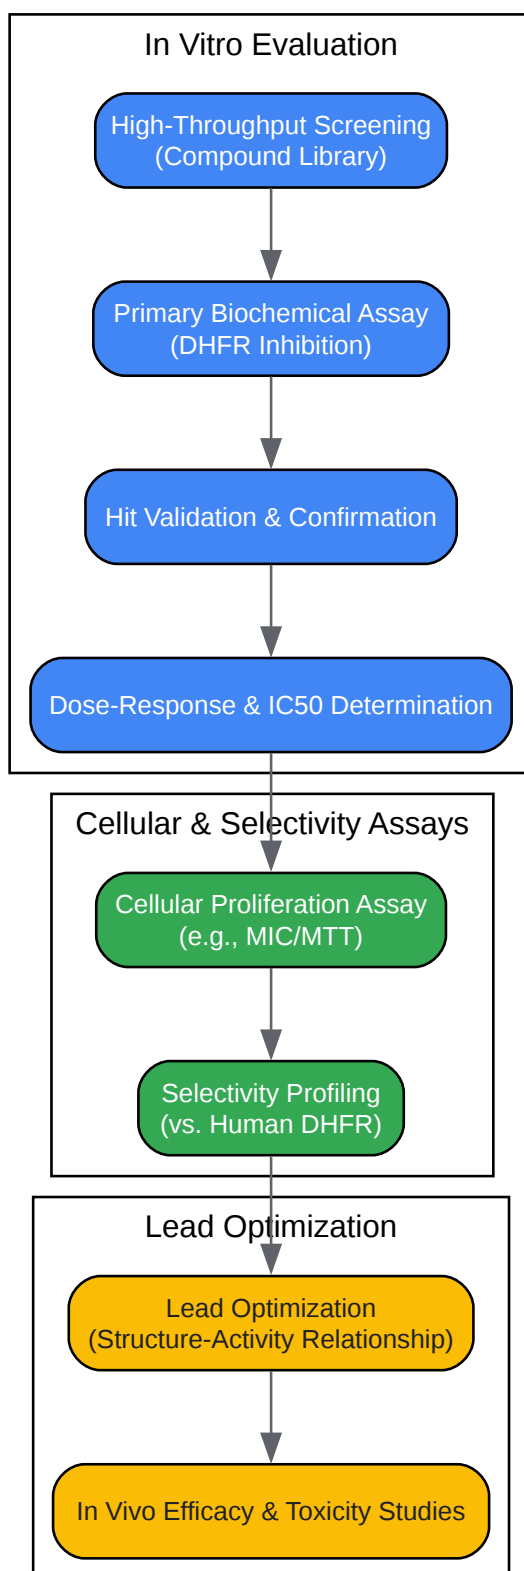 In Vitro Evaluation
High-Throughput Screening
(Compound Library)
Primary Biochemical Assay
(DHFR Inhibition)
Hit Validation & Confirmation
Dose-Response & IC50 Determination
Cellular & Selectivity Assays
Cellular Proliferation Assay
(e.g., MIC/MTT)
Selectivity Profiling
(vs. Human DHFR)
Lead Optimization
Lead Optimization
(Structure-Activity Relationship)
In Vivo Efficacy & Toxicity Studies